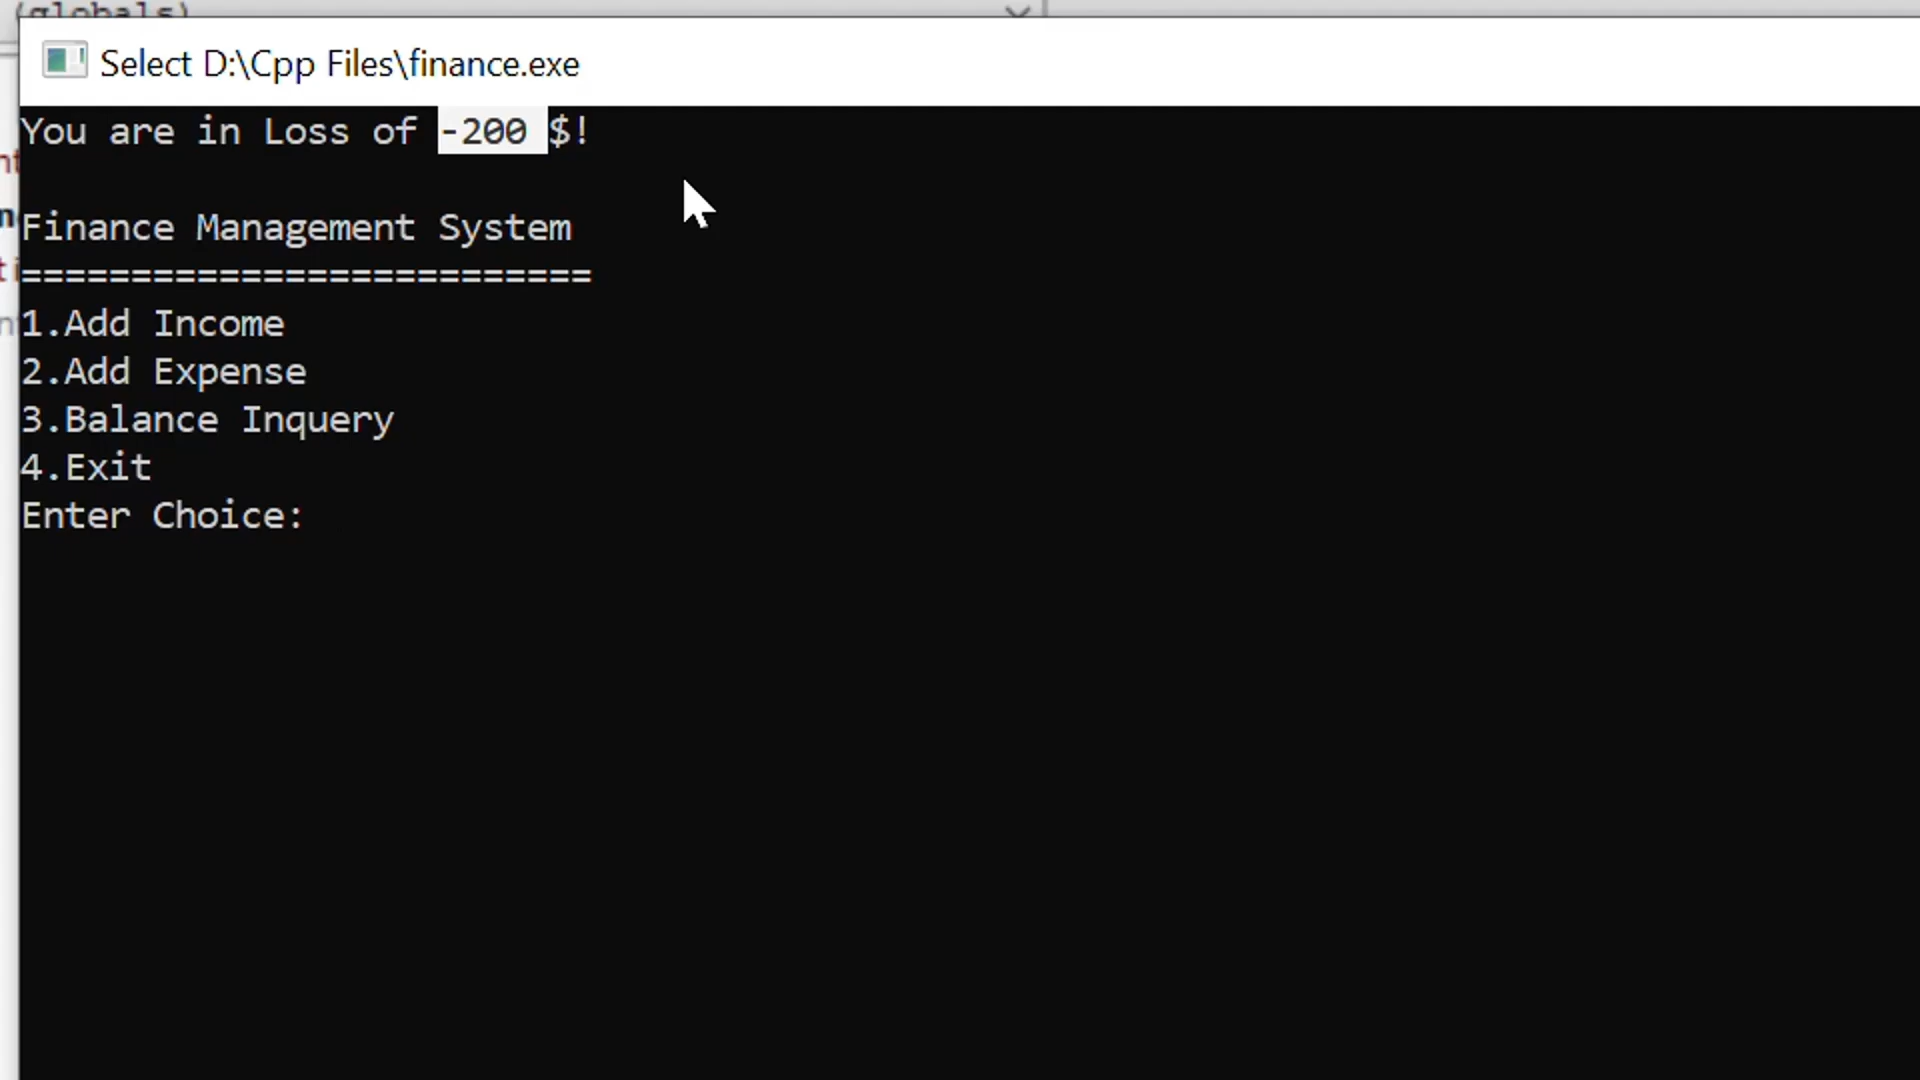 (globals)
Select D:\Cpp Files\finance.exe
You are in Loss of -200 $!
Finance Management System
==========================
1.Add Income
2.Add Expense
3.Balance Inquery
4.Exit
Enter Choice: